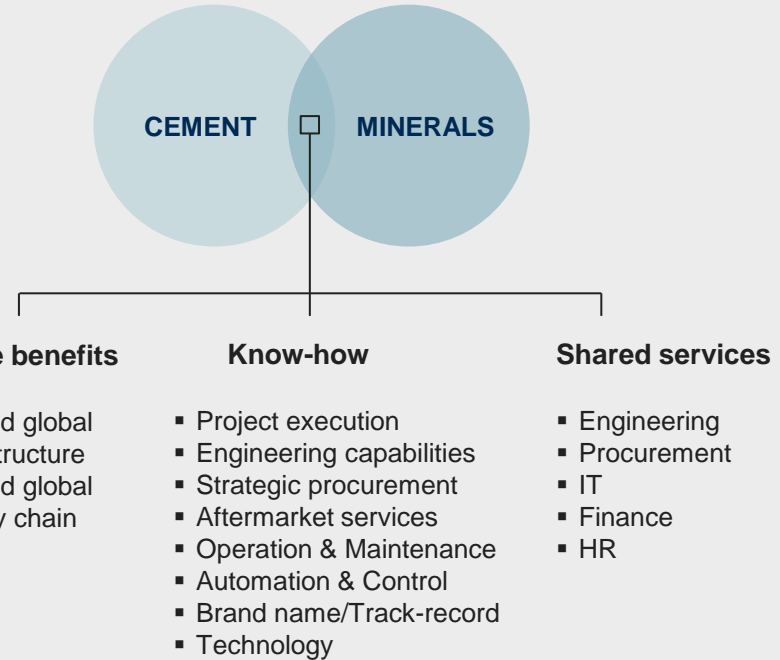 CEMENT
MINERALS
benefits
global
global
chain
Know-how
▪ Project execution
▪ Engineering capabilities
▪ Strategic procurement
▪ Aftermarket services
▪ Operation & Maintenance
▪ Automation & Control
▪ Brand name/Track-record
▪ Technology
Shared services
▪ Engineering
▪ Procurement
▪ IT
▪ Finance
▪ HR